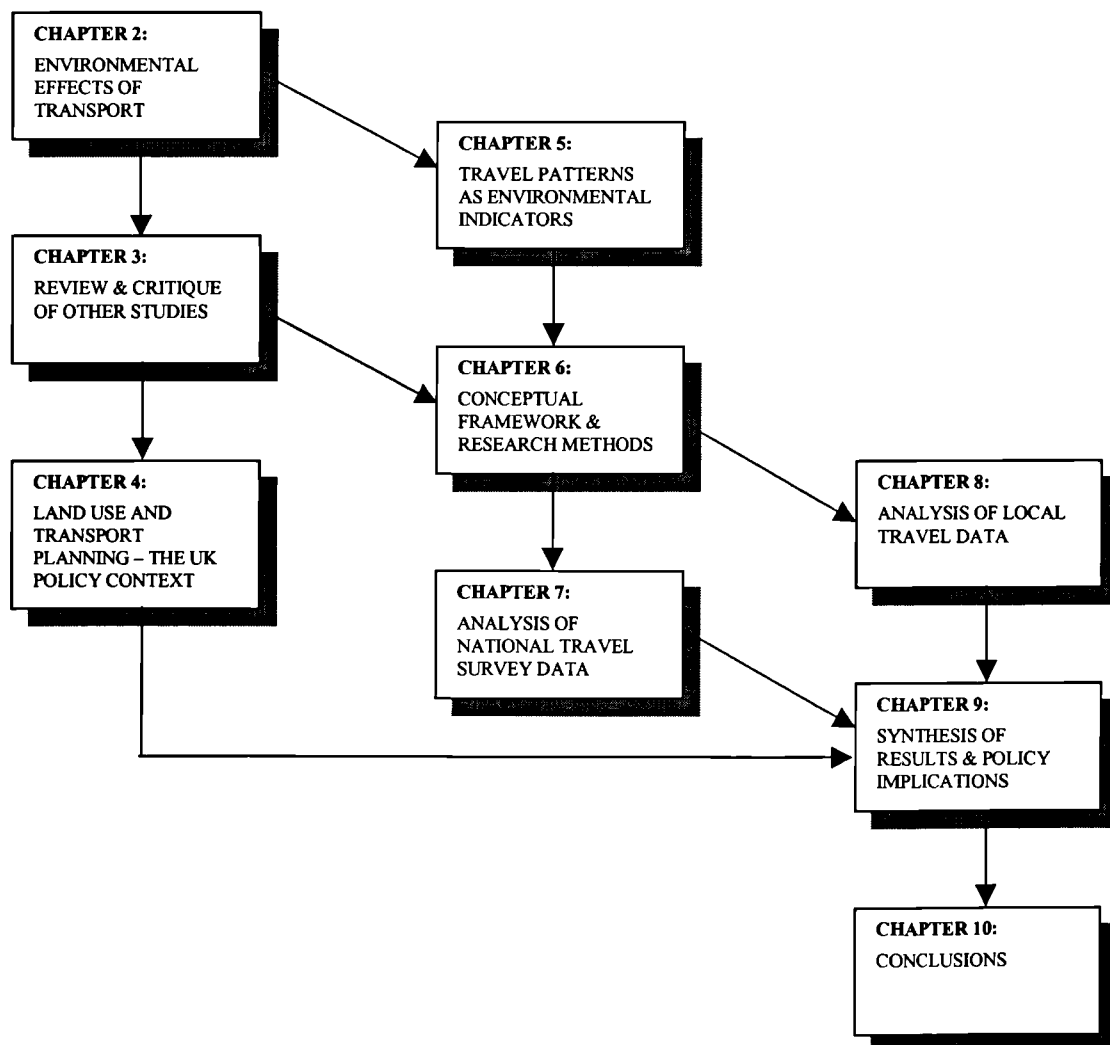 CHAPTER 2:
ENVIRONMENTAL
EFFECTS OF
TRANSPORT
CHAPTER 3:
REVIEW & CRITIQUE
OF OTHER STUDIES
CHAPTER 4:
LAND USE AND
TRANSPORT
PLANNING – THE UK
POLICY CONTEXT
CHAPTER 5:
TRAVEL PATTERNS
AS ENVIRONMENTAL
INDICATORS
CHAPTER 6:
CONCEPTUAL
FRAMEWORK &
RESEARCH METHODS
CHAPTER 7:
ANALYSIS OF
NATIONAL TRAVEL
SURVEY DATA
CHAPTER 8:
ANALYSIS OF LOCAL
TRAVEL DATA
CHAPTER 9:
SYNTHESIS OF
RESULTS & POLICY
IMPLICATIONS
CHAPTER 10:
CONCLUSIONS